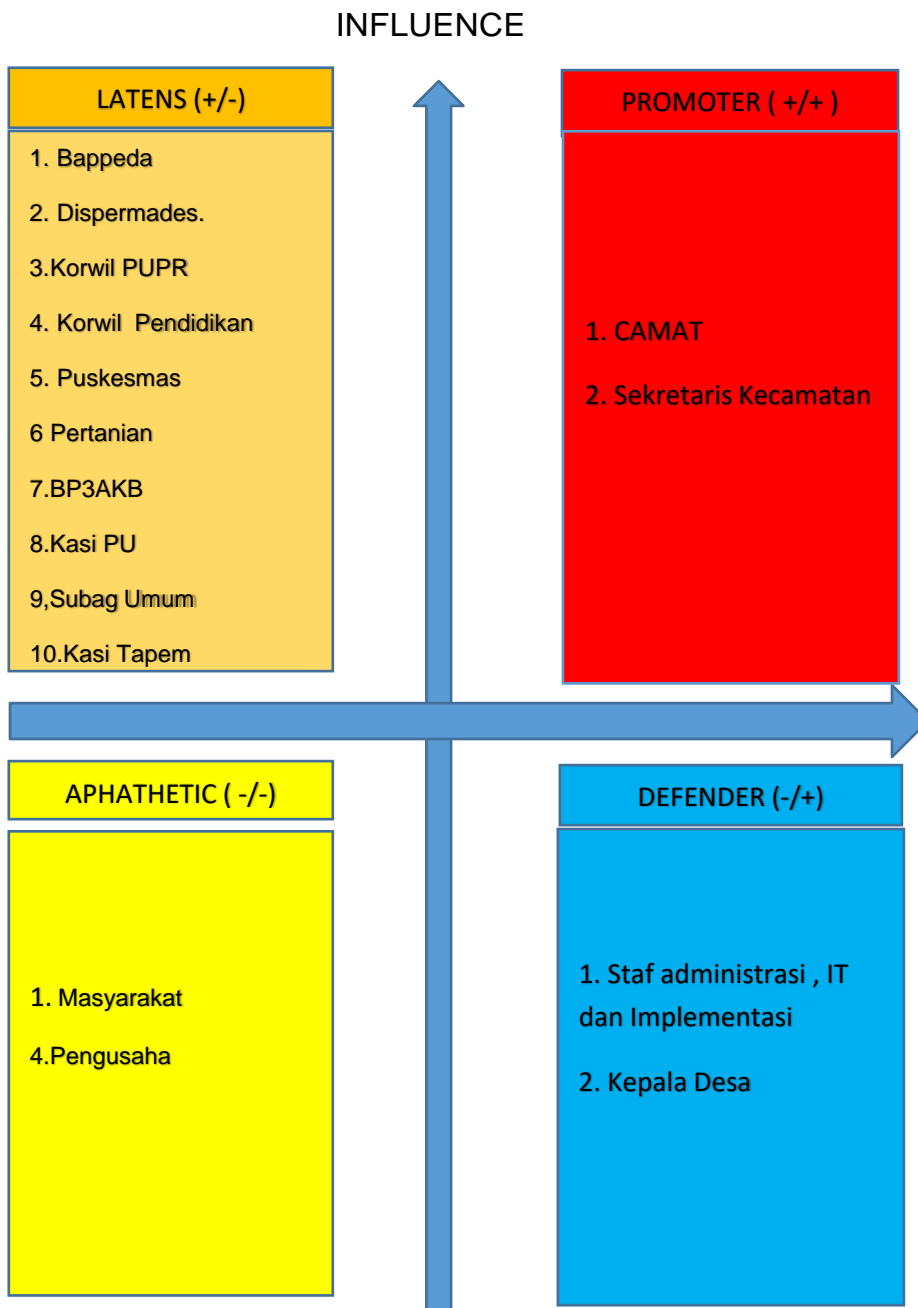 INFLUENCE
LATENS (+/-)
1. Bappeda
2. Dispermades.
3.Korwil PUPR
4. Korwil Pendidikan
5. Puskesmas
6 Pertanian
7.BP3AKB
8.Kasi PU
9,Subag Umum
10.Kasi Tapem
PROMOTER ( +/+ )
1. CAMAT
2. Sekretaris Kecamatan
APHATHETIC ( -/-)
1. Masyarakat
4.Pengusaha
DEFENDER (-/+)
1. Staf administrasi , IT
dan Implementasi
2. Kepala Desa